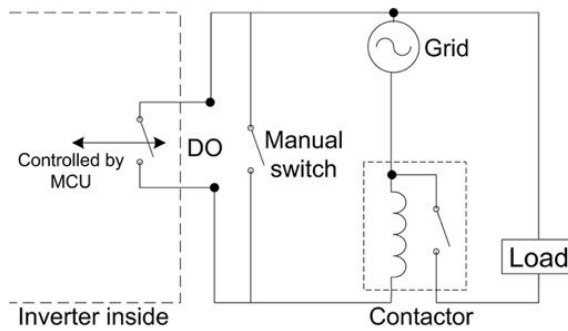 Grid
DO
Manual
switch
Controlled by
MCU
Load
Inverter inside
Contactor